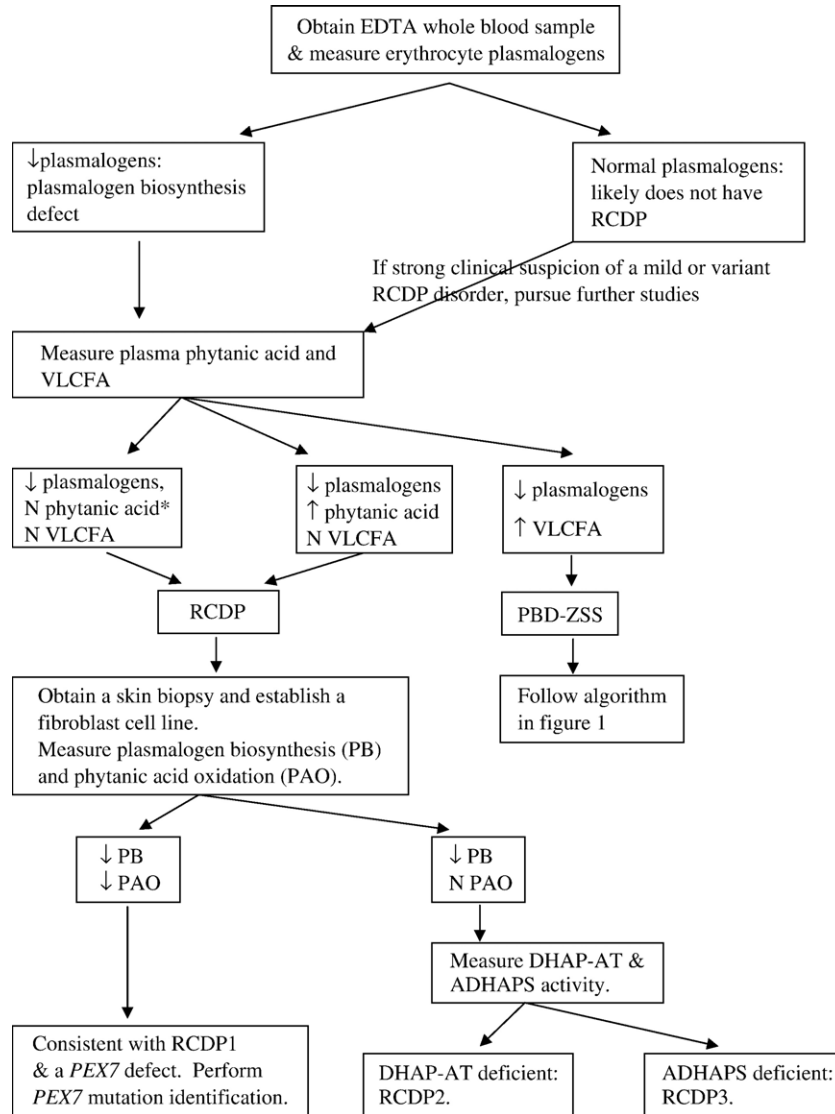 Obtain EDTA whole blood sample
& measure erythrocyte plasmalogens
↓plasmalogens:
plasmalogen biosynthesis
defect
Normal plasmalogens:
likely does not have
RCDP
If strong clinical suspicion of a mild or variant
RCDP disorder, pursue further studies
Measure plasma phytanic acid and
VLCFA
↓ plasmalogens,
N phytanic acid*
N VLCFA
↓ plasmalogens
↑ phytanic acid
N VLCFA
↓ plasmalogens
↑ VLCFA
RCDP
PBD-ZSS
Obtain a skin biopsy and establish a
fibroblast cell line.
Measure plasmalogen biosynthesis (PB)
and phytanic acid oxidation (PAO).
Follow algorithm
in figure 1
↓ PB
↓ PAO
↓ PB
N PAO
Measure DHAP-AT &
ADHAPS activity.
Consistent with RCDP1
& a PEX7 defect. Perform
PEX7 mutation identification.
DHAP-AT deficient:
RCDP2.
ADHAPS deficient:
RCDP3.